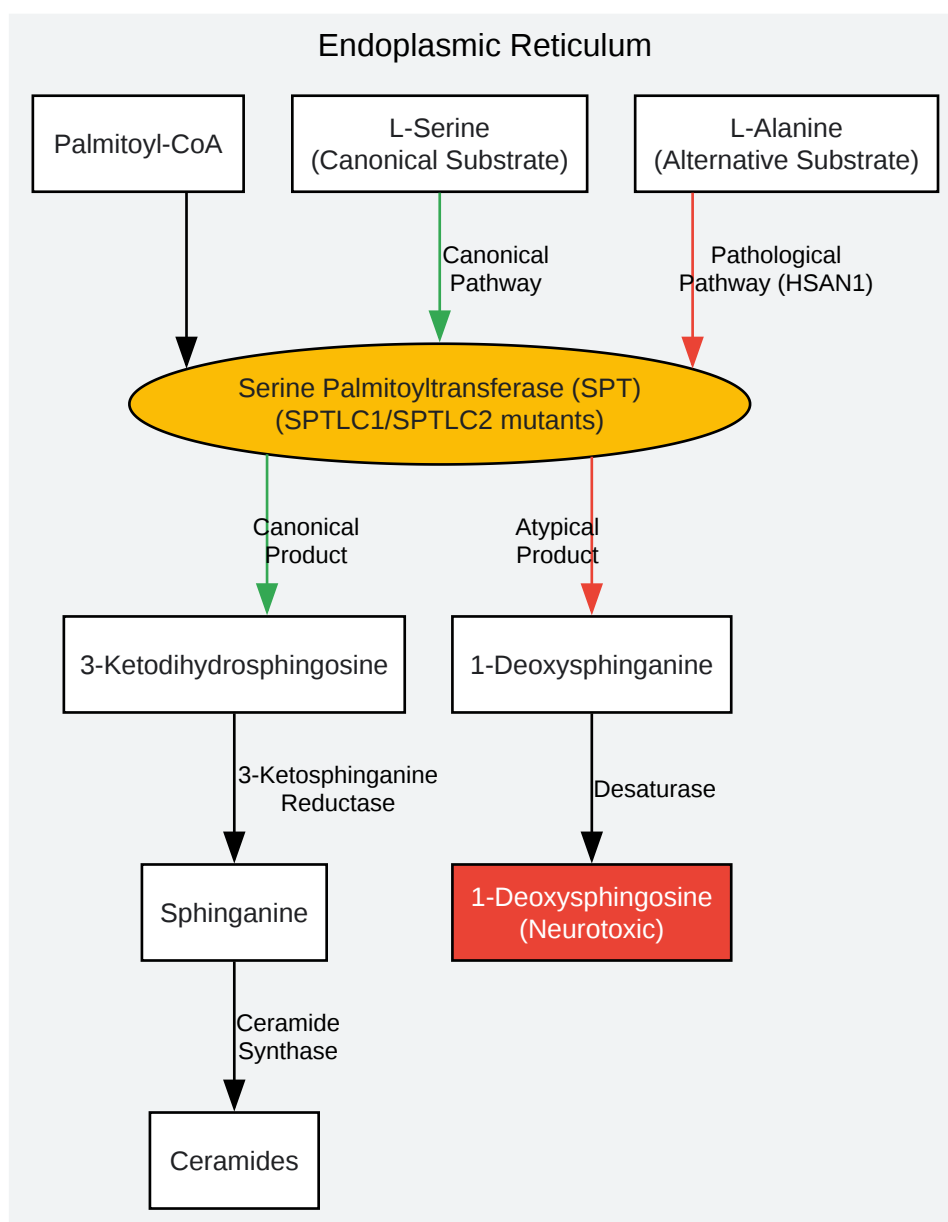 Endoplasmic Reticulum
Palmitoyl-CoA
L-Serine
(Canonical Substrate)
L-Alanine
(Alternative Substrate)
Canonical
Pathway
Pathological
Pathway (HSAN1)
Serine Palmitoyltransferase (SPT)
(SPTLC1/SPTLC2 mutants)
Canonical
Product
Atypical
Product
3-Ketodihydrosphingosine
1-Deoxysphinganine
3-Ketosphinganine
Reductase
Desaturase
Sphinganine
1-Deoxysphingosine
(Neurotoxic)
Ceramide
Synthase
Ceramides